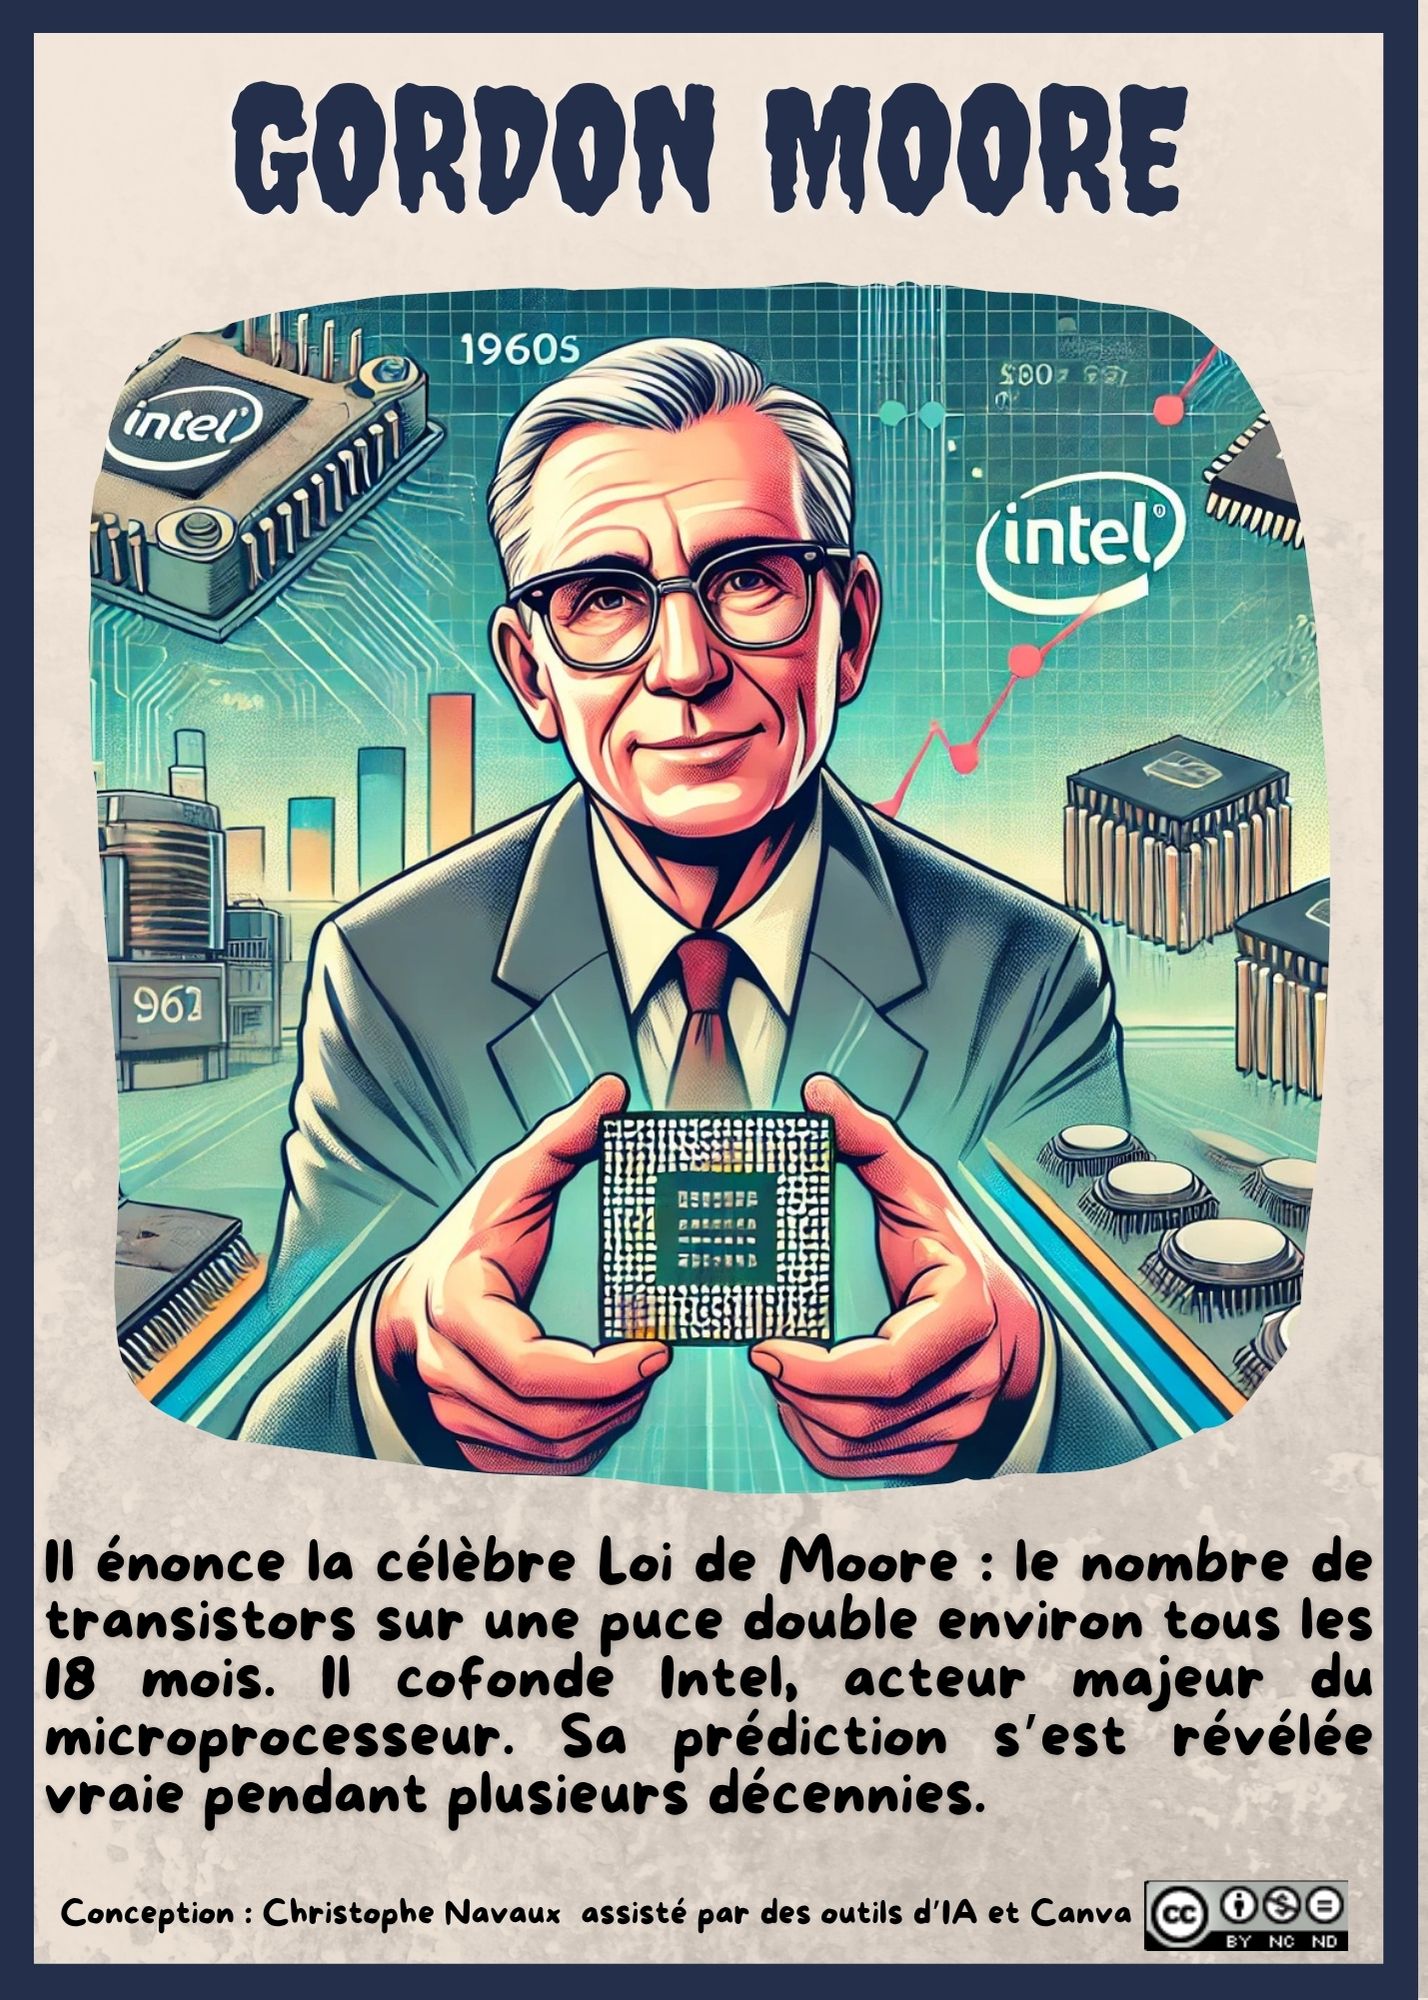 GORDON MOORE
1960s
intel
intel
Il énonce la célèbre Loi de Moore : le nombre de
transistors sur une puce double environ tous les
18 mois. Il cofonde Intel, acteur majeur du
microprocesseur. Sa prédiction s'est révélée
vraie pendant plusieurs décennies.
Conception : Christophe Navaux assisté par des outils d'IA et Canva
cc
BY NC ND